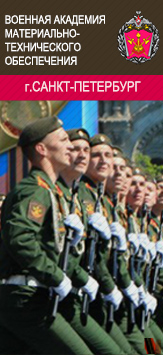 ВОЕННАЯ АКАДЕМИЯ
МАТЕРИАЛЬНО-
ТЕХНИЧЕСКОГО
ОБЕСПЕЧЕНИЯ
г.САНКТ-ПЕТЕРБУРГ